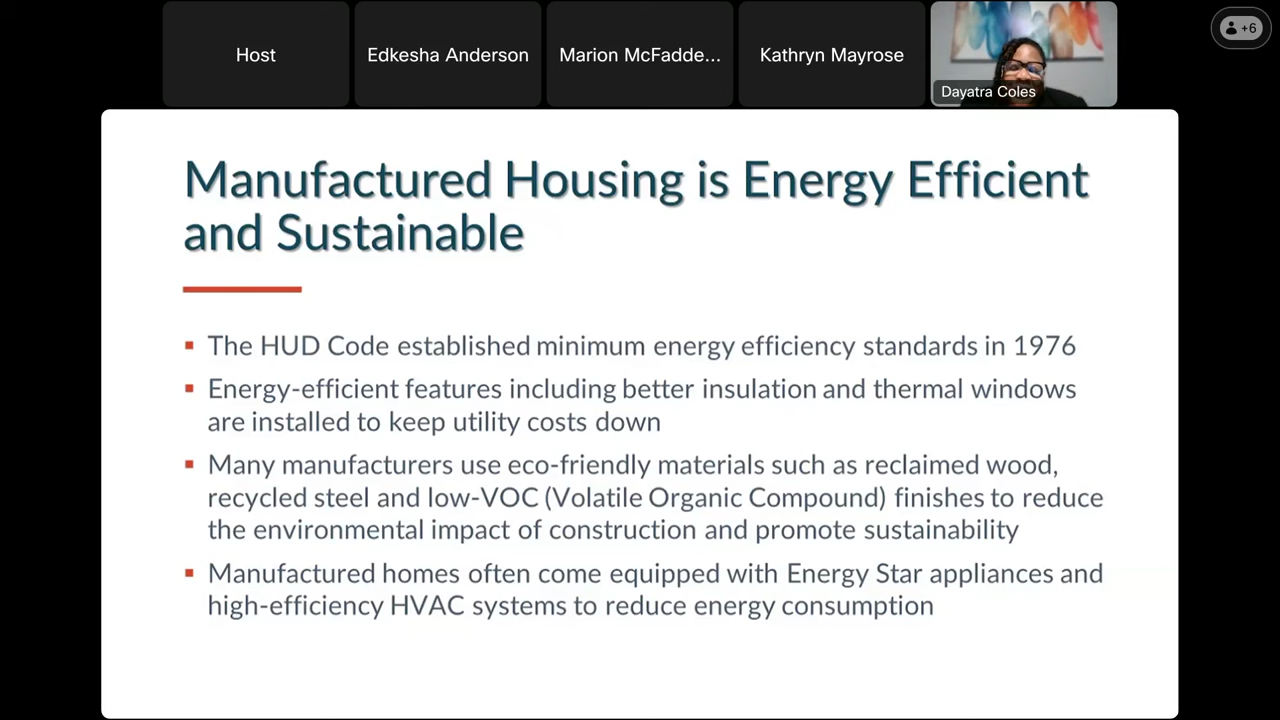 Host
Edkesha Anderson
Marion McFadde...
Kathryn Mayrose
Dayatra Coles
+6
Manufactured Housing is Energy Efficient
and Sustainable
▪ The HUD Code established minimum energy efficiency standards in 1976
▪ Energy-efficient features including better insulation and thermal windows
are installed to keep utility costs down
▪ Many manufacturers use eco-friendly materials such as reclaimed wood,
recycled steel and low-VOC (Volatile Organic Compound) finishes to reduce
the environmental impact of construction and promote sustainability
▪ Manufactured homes often come equipped with Energy Star appliances and
high-efficiency HVAC systems to reduce energy consumption